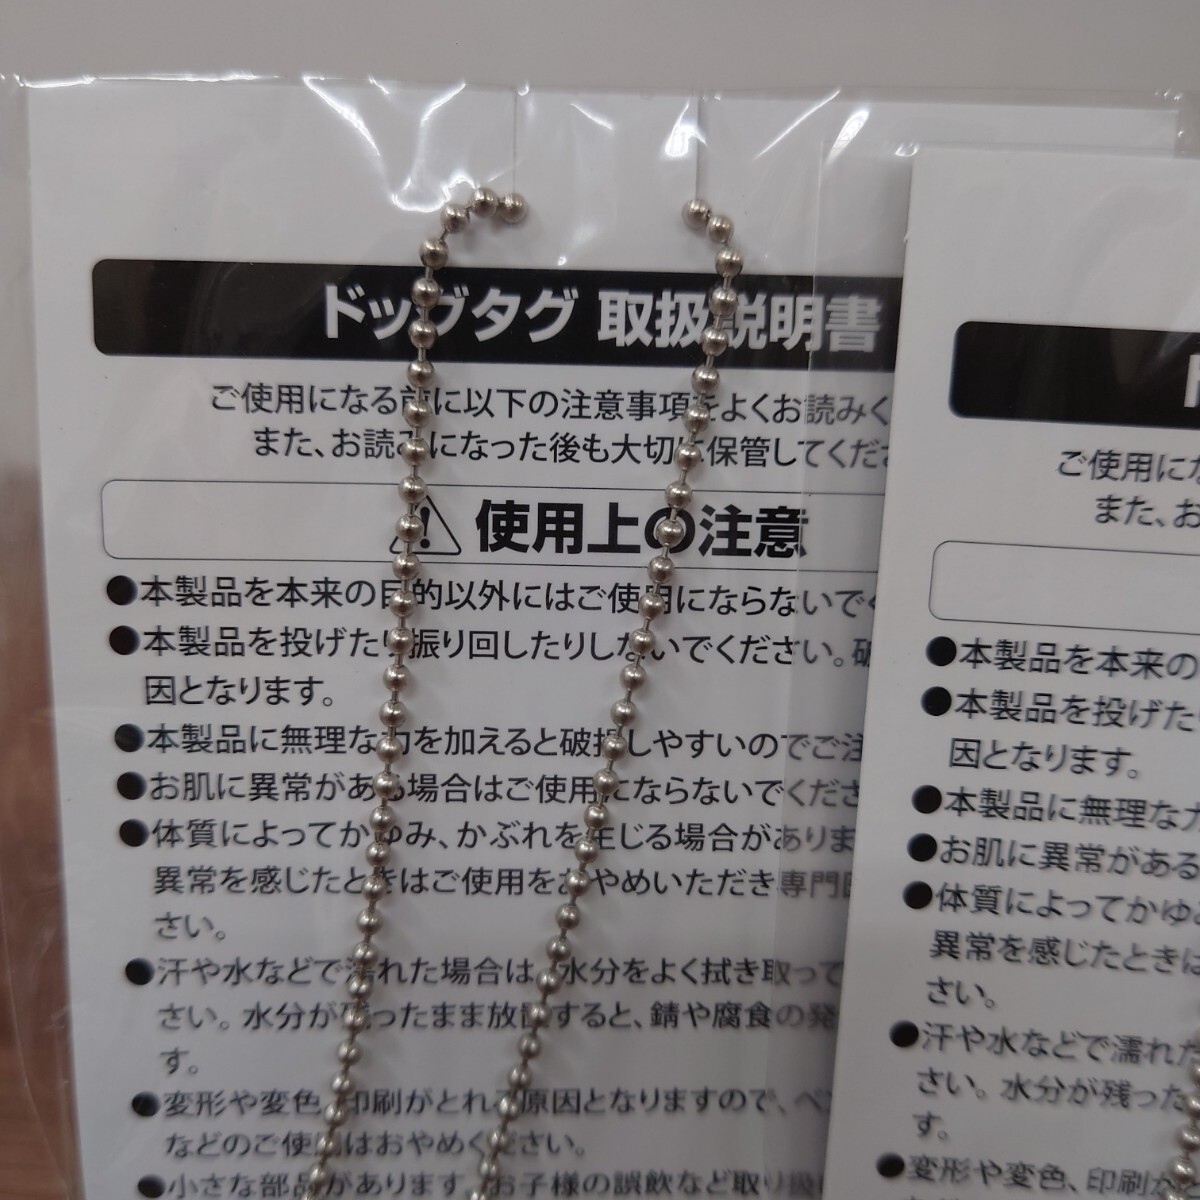 ドッグタグ 取扱説明書
ご使用になる前に以下の注意事項をよくお読みく
また、お読みになった後も大切に保管してくださ
使用上の注意
●本製品を本来の目的以外にはご使用にならないでく
●本製品を投げたり振り回したりしないでください。破
因となります。
●本製品に無理な力を加えると破損しやすいのでご注
●お肌に異常がある場合はご使用にならないでくださ
●体質によってかゆみ、かぶれを生じる場合がありま
異常を感じたときはご使用をおやめいただき専門医
さい。
●汗や水などで濡れた場合は、水分をよく拭き取って
さい。水分が残ったまま放置すると、錆や腐食の発
す。
●変形や変色、印刷がとれる原因となりますので、ベ
などのご使用はおやめください。
●小さな部品があります。お子様の誤飲など取り扱
ご使用にな
また、お
●本製品を本来の
●本製品を投げた
因となります。
●本製品に無理な力
●お肌に異常がある
●体質によってかゆ
異常を感じたときは
さい。
●汗や水などで濡れた
さい。水分が残った
す。
●変形や変色、印刷が